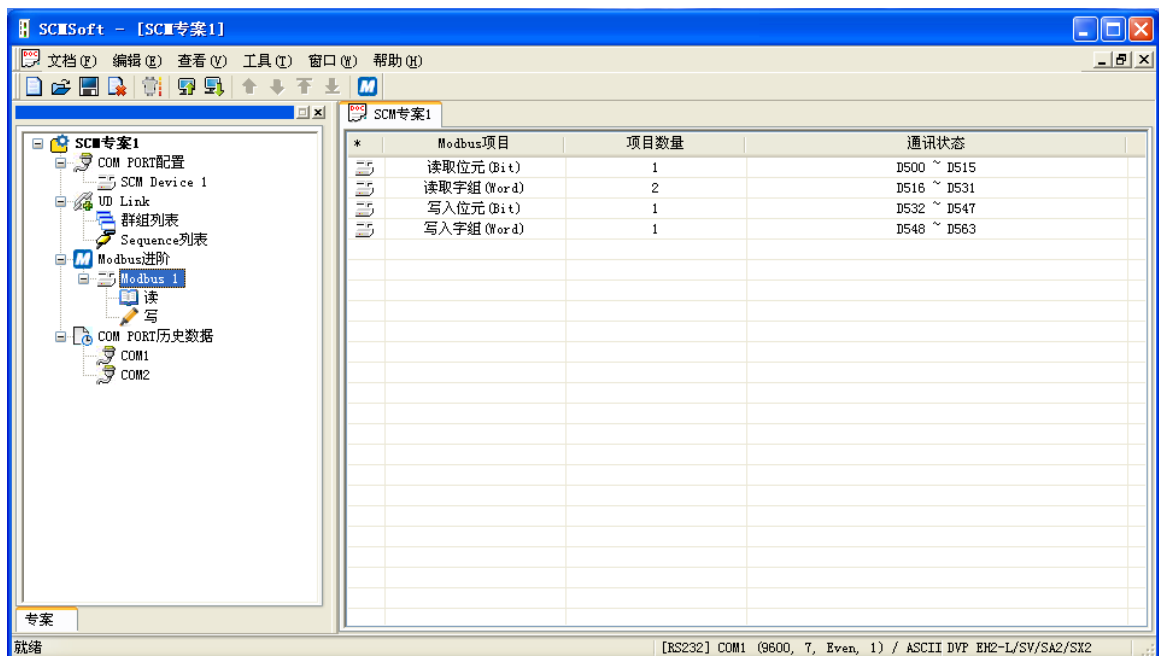 SCMSoft - [SCM专案1]
文档(F) 编辑(E) 查看(V) 工具(T) 窗口(W) 帮助(H)
SCM专案1
COM PORT配置
SCM Device 1
UD Link
群组列表
Sequence列表
Modbus进阶
Modbus 1
读
写
COM PORT历史数据
COM1
COM2
专案
SCM专案1
* Modbus项目 项目数量 通讯状态
读取位元(Bit) 1 D500 ~ D515
读取字组(Word) 2 D516 ~ D531
写入位元(Bit) 1 D532 ~ D547
写入字组(Word) 1 D548 ~ D563
就绪 [RS232] COM1 (9600, 7, Even, 1) / ASCII DVP EH2-L/SV/SA2/SX2